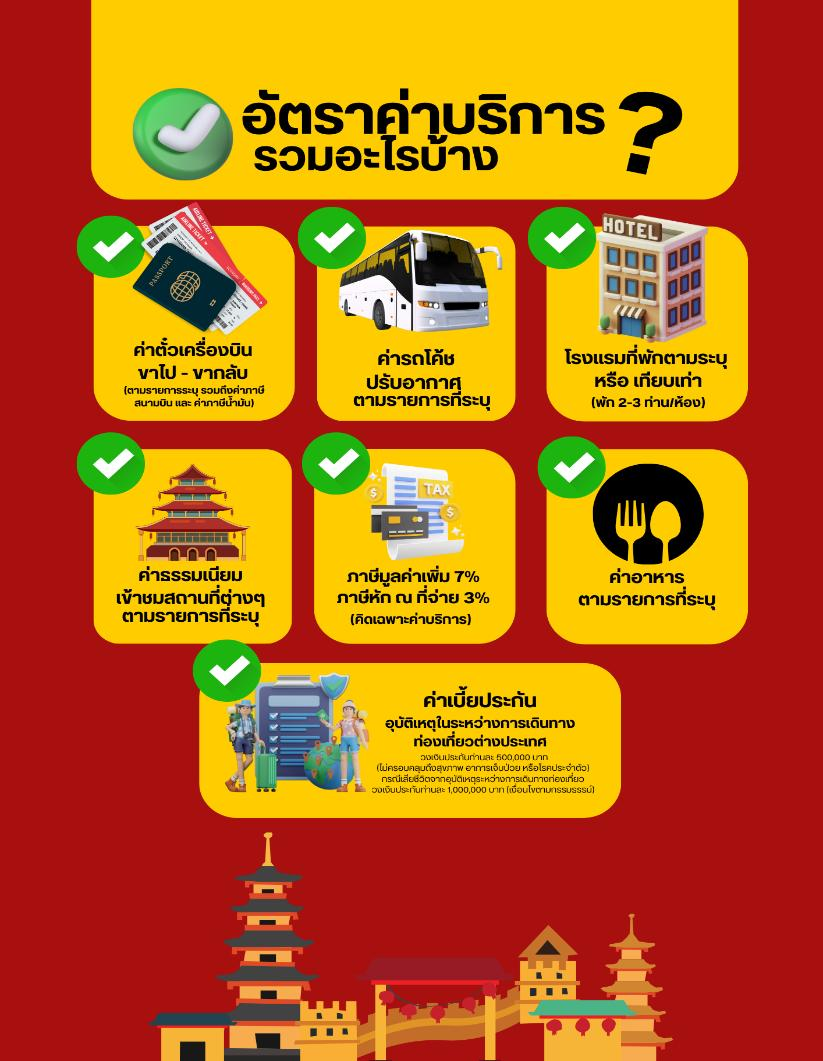 อัตราค่าบริการ
รวมอะไรบ้าง
?
AIRLINE TICKET
AIRLINE TICKET
PASSPORT
ค่าตั๋วเครื่องบิน
ขาไป - ขากลับ
(ตามรายการระบุ รวมถึงค่าภาษี
สนามบิน และ ค่าภาษีน้ำมัน)
ค่ารถโค้ช
ปรับอากาศ
ตามรายการที่ระบุ
HOTEL
โรงแรมที่พักตามระบุ
หรือ เทียบเท่า
(พัก 2-3 ท่าน/ห้อง)
ค่าธรรมเนียม
เข้าชมสถานที่ต่างๆ
ตามรายการที่ระบุ
TAX
$
$
ภาษีมูลค่าเพิ่ม 7%
ภาษีหัก ณ ที่จ่าย 3%
(คิดเฉพาะค่าบริการ)
ค่าอาหาร
ตามรายการที่ระบุ
ค่าเบี้ยประกัน
อุบัติเหตุในระหว่างการเดินทาง
ท่องเที่ยวต่างประเทศ
วงเงินประกันท่านละ 500,000 บาท
(ไม่ครอบคลุมถึงสุขภาพ อาการเจ็บป่วย หรือโรคประจำตัว)
กรณีเสียชีวิตจากอุบัติเหตุระหว่างการเดินทางท่องเที่ยว
วงเงินประกันท่านละ 1,000,000 บาท (เงื่อนไขตามกรมธรรม์)